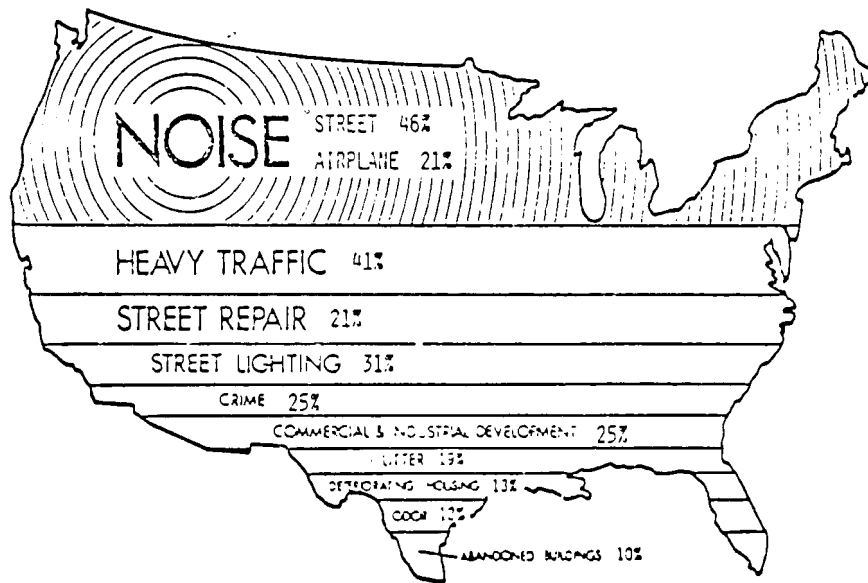 NOISE STREET 46%
AIRPLANE 21%
HEAVY TRAFFIC 41%
STREET REPAIR 21%
STREET LIGHTING 31%
CRIME 25%
COMMERCIAL & INDUSTRIAL DEVELOPMENT 25%
LITTER 19%
DETERIORATING HOUSING 13%
ODOR 12%
ABANDONED BUILDINGS 10%